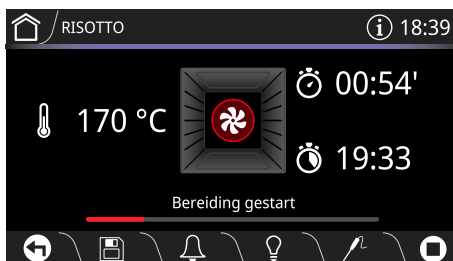 RISOTTO
18:39
170 °C
00:54'
19:33
Bereiding gestart